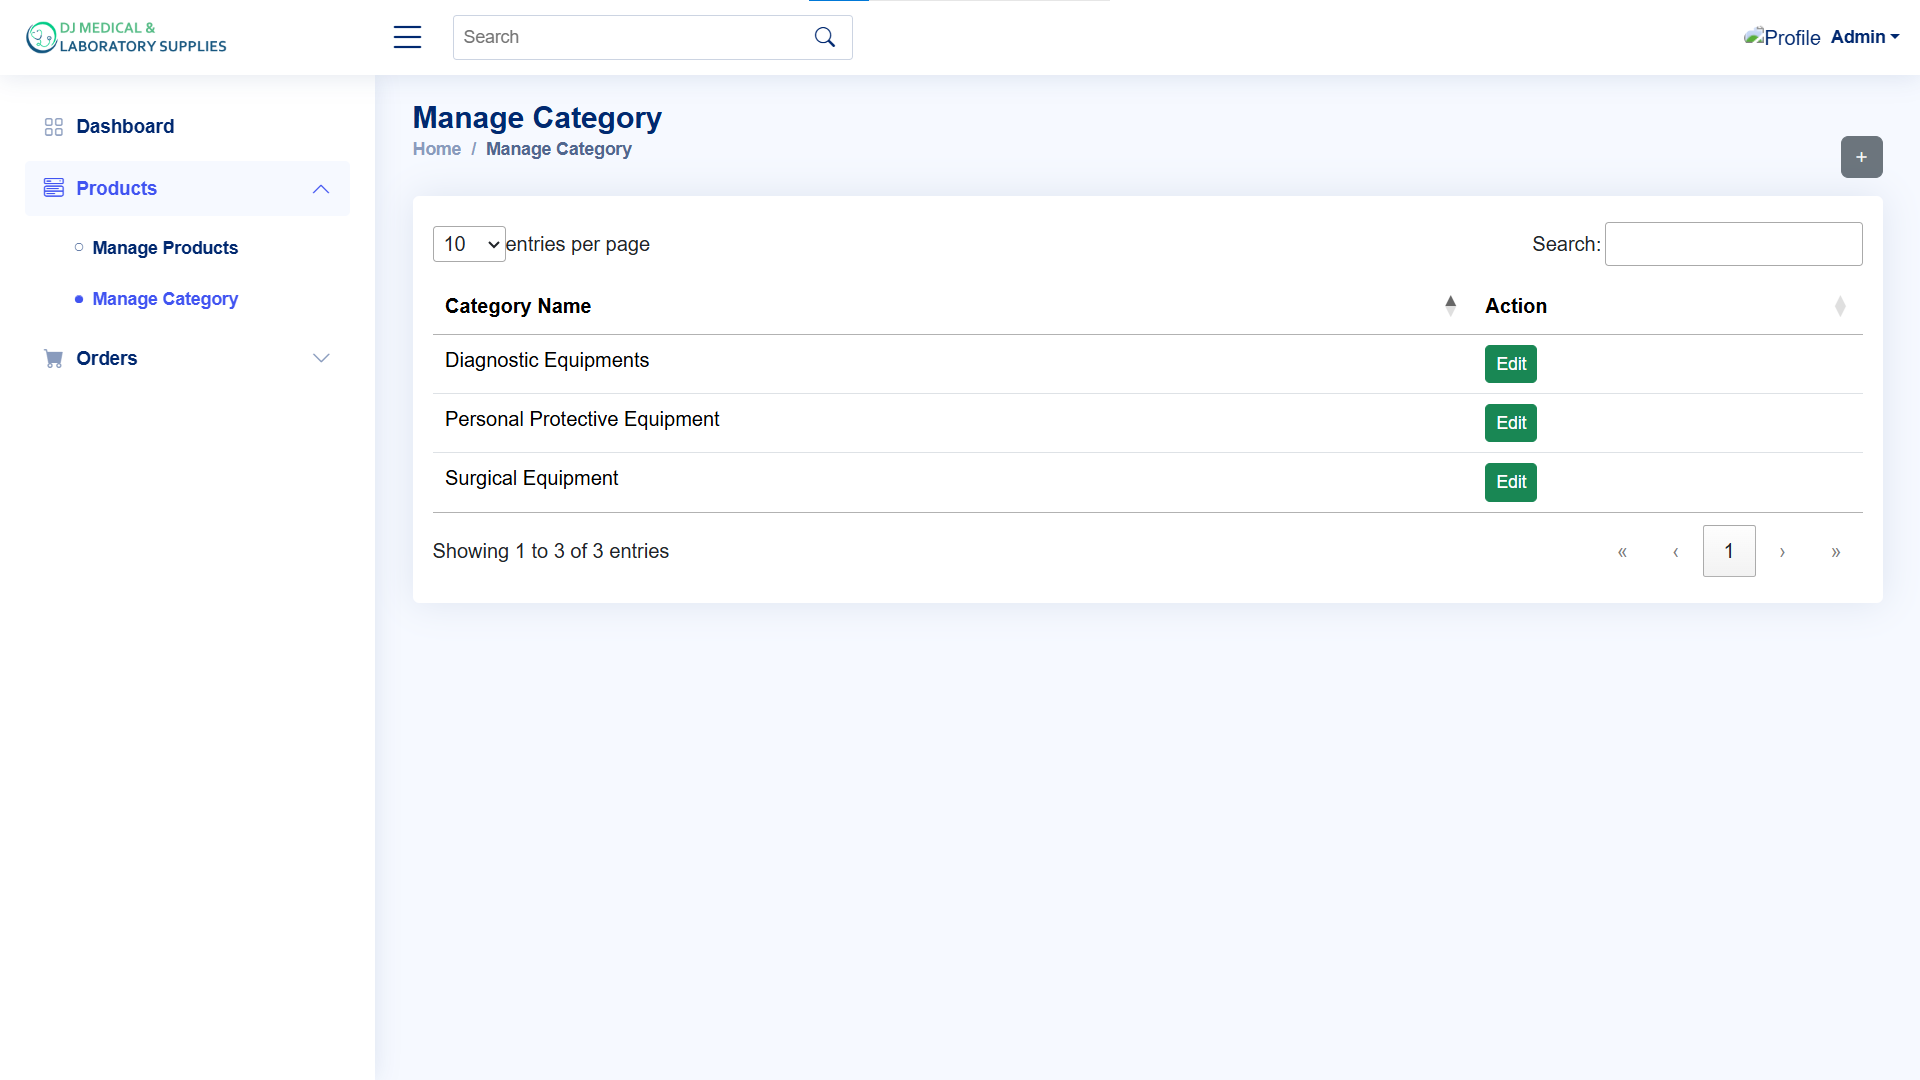 DJ MEDICAL &
LABORATORY SUPPLIES
Search
Profile Admin
Dashboard
Products
Manage Products
Manage Category
Orders
Manage Category
Home / Manage Category
+
10 entries per page
Search:
Category Name Action
Diagnostic Equipments Edit
Personal Protective Equipment Edit
Surgical Equipment Edit
Showing 1 to 3 of 3 entries
« ‹ 1 › »